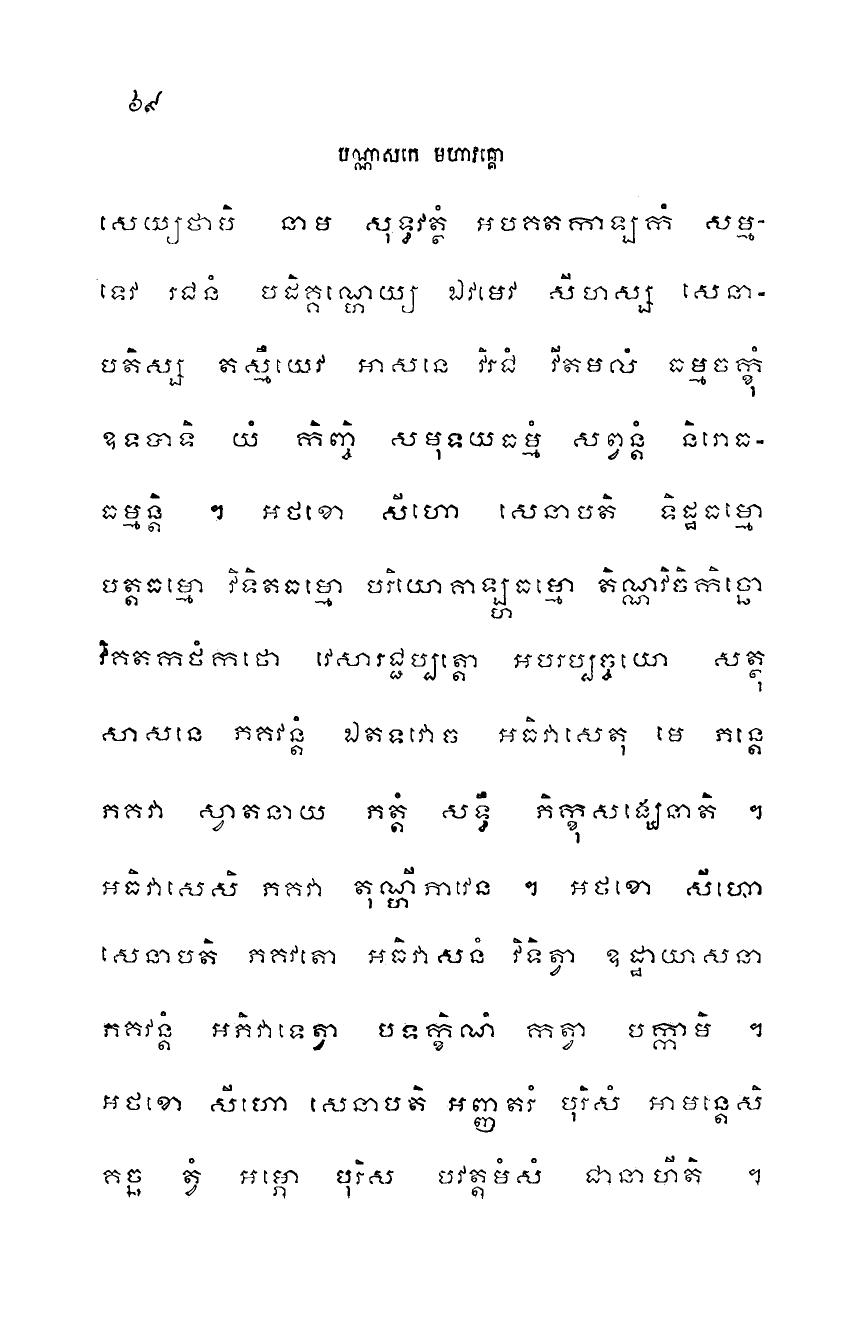 ៦៩
បណ្ណាសកេ មហាវគ្គោ
សេយ្យថាបិ នាម សុទ្ធវត្ថំ អបគតកាឡកំ សម្ម-
ទេវ រជនំ បដិគ្គណ្ហេយ្យ ឯវមេវ សីហស្ស សេនា-
បតិស្ស តស្មឹយេវ អាសនេ វិរជំ វីតមលំ ធម្មចក្ខុំ
ឧទបាទិ យំ កិញ្ចិ សមុទយធម្មំ សព្វន្តំ និរោធ-
ធម្មន្តិ ។ អថខោ សីហោ សេនាបតិ ទិដ្ឋធម្មោ
បត្តធម្មោ វិទិតធម្មោ បរិយោគាឡ្ហធម្មោ តិណ្ណវិចិកិច្ឆោ
វិគតកថំកថោ វេសារជ្ជប្បត្តោ អបរប្បច្ចយោ សត្ថុ
សាសនេ ភគវន្តំ ឯតទវោច អធិវាសេតុ មេ ភន្តេ
ភគវា ស្វាតនាយ ភត្តំ សទ្ធឹ ភិក្ខុសង្ឃេនាតិ ។
អធិវាសេសិ ភគវា តុណ្ហីភាវេន ។ អថខោ សីហោ
សេនាបតិ ភគវតោ អធិវាសនំ វិទិត្វា ឧដ្ឋាយាសនា
ភគវន្តំ អភិវាទេត្វា បទក្ខិណំ កត្វា បក្កាមិ ។
អថខោ សីហោ សេនាបតិ អញ្ញតរំ បុរិសំ អាមន្តេសិ
គច្ឆ ត្វំ អម្ភោ បុរិស បវត្តមំសំ ជានាហីតិ ។